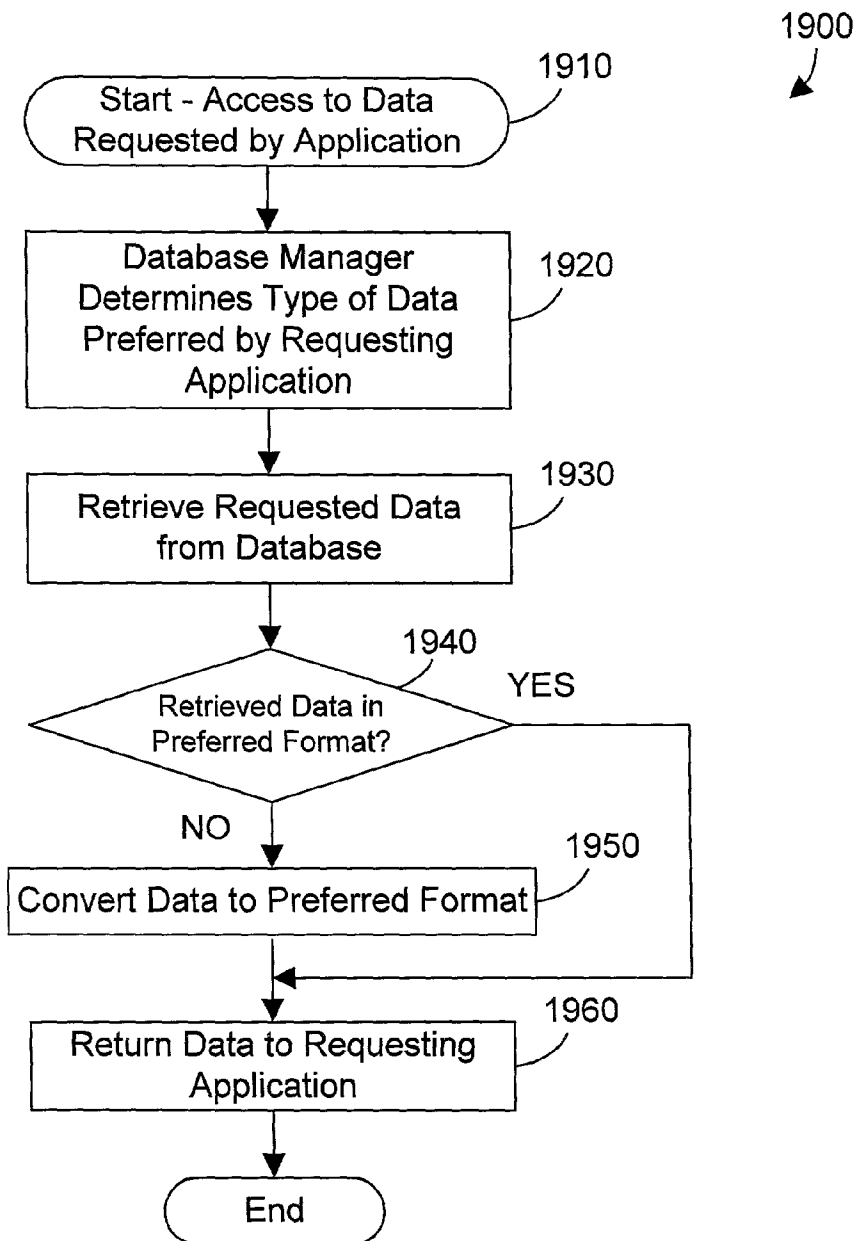 1900
1910
Start - Access to Data
Requested by Application
1920
Database Manager
Determines Type of Data
Preferred by Requesting
Application
1930
Retrieve Requested Data
from Database
1940
YES
Retrieved Data in
Preferred Format?
NO
1950
Convert Data to Preferred Format
1960
Return Data to Requesting
Application
End